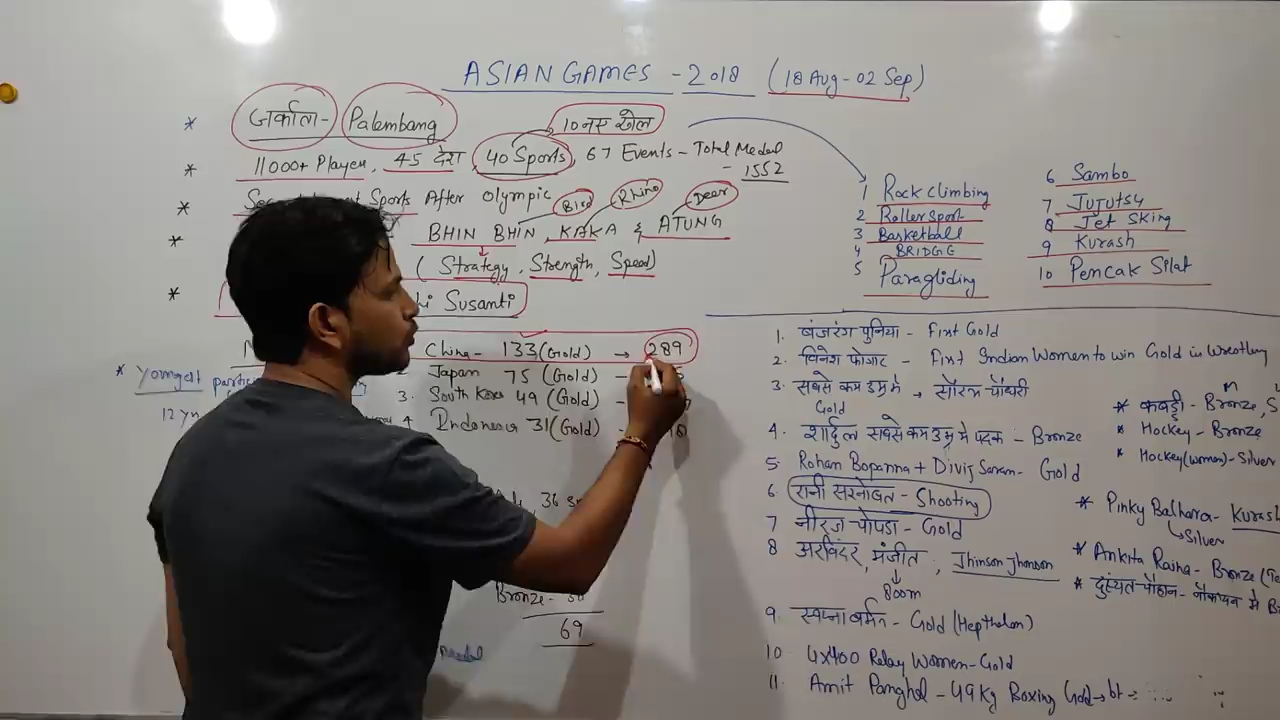 ASIAN GAMES - 2018 (18 Aug - 02 Sep)
* जर्काता - Palembang
10 नए खेल
* 11000+ Player, 45 देश, 40 Sports, 67 Events - Total Medal
- 1552
* Sports After Olympic
Bird Rhino Deer
* BHIN BHIN, KAKA & ATUNG
(Strategy, Strength, Speed)
* Susanti
China - 133 (Gold) → 289
Japan 75 (Gold) -
3. South Korea 49 (Gold) -
4 Indonesia 31 (Gold) -
* Youngest
12
36
Bronze -
69
medal
1 Rock climbing
2 Roller sport
3 Basketball
4 BRIDGE
5 Paragliding
6 Sambo
7 JUJUTSU
8 Jet Sking
9 Kurash
10 Pencak Silat
1. बंजरंग पुनिया - First Gold
2. विनेश फोगाट - First Indian Women to win Gold in Wrestling
3. सबसे कम उम्र मे → सौरभ चौधरी
Gold
4. शार्दुल सबसे कम उम्र मे पदक - Bronze
5. Rohan Bopanna + Divij Saran - Gold
6. रानी सरनोबत - Shooting
7 नीरज चोपड़ा - Gold
8 अरविंदर, मंजीत, Jhinson Jhonson
↓
800m
9. स्वप्ना बर्मन - Gold (Hepthalon)
10 4x400 Relay Women - Gold
11. Amit Panghal - 49 Kg Boxing Gold →
* कबड्डी - Bronze, S
* Hockey - Bronze
* Hockey (women) - Silver
* Pinky Balhara - Kurash
Silver
* Ankita Raina - Bronze
* दुष्यंत चौहान - नौकायन मे